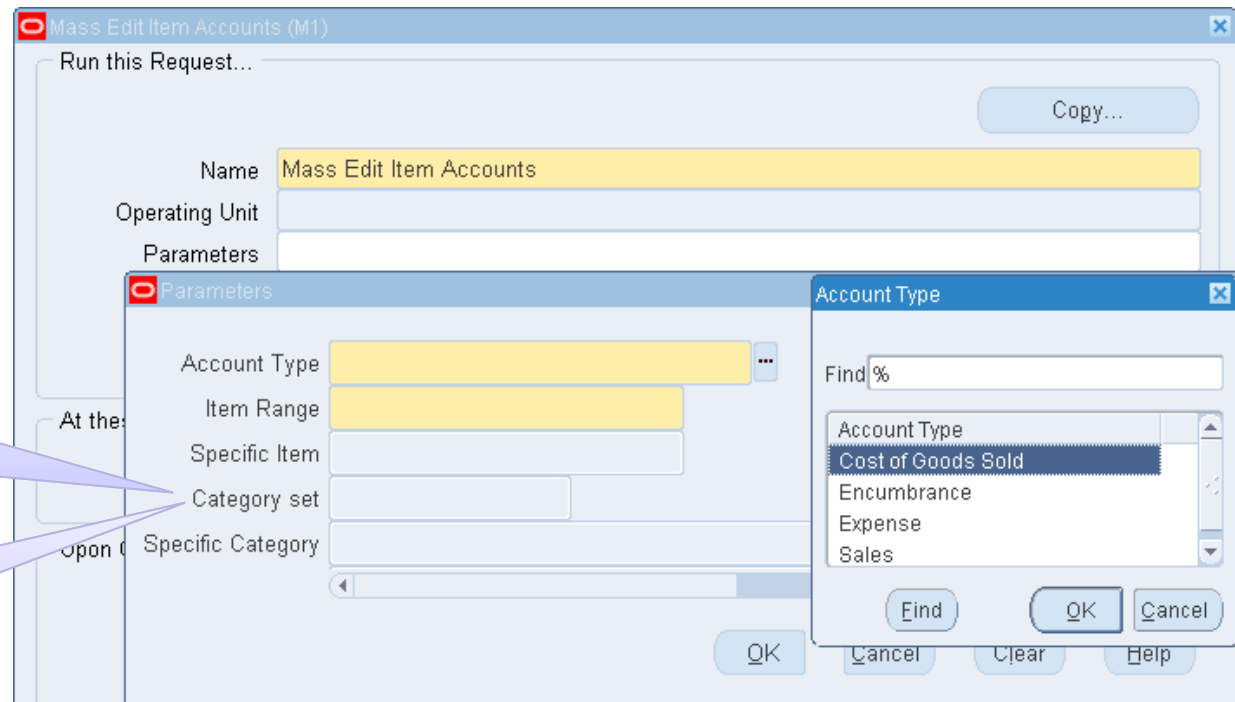 Mass Edit Item Accounts (M1)
Run this Request...
Copy...
Name Mass Edit Item Accounts
Operating Unit
Parameters
Parameters
Account Type
Item Range
Specific Item
Category set
Specific Category
At thes
Upon
Account Type
Find %
Account Type
Cost of Goods Sold
Encumbrance
Expense
Sales
Find OK Cancel
OK Cancel Clear Help